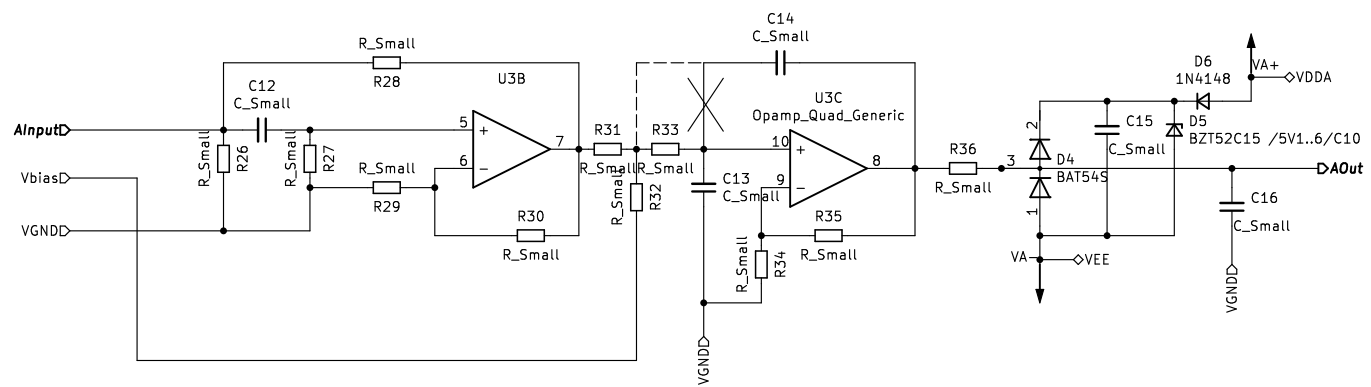 C14
C_Small
R_Small
R28
U3B
C12
C_Small
D6
1N4148
VA+
VDDA
U3C
Opamp_Quad_Generic
C15
C_Small
D5
BZT52C15 /5V1..6/C10
AInput
R_Small
R26
R_Small
R27
5
+
6
−
7
R31
R_Small
R33
R_Small
10
+
9
−
8
R36
R_Small
2
3
1
D4
BAT54S
AOut
Vbias
R_Small
R29
R_Small
R32
C13
C_Small
C16
C_Small
VGND
R30
R_Small
R35
R_Small
R_Small
R34
VA−
VEE
VGND
VGND